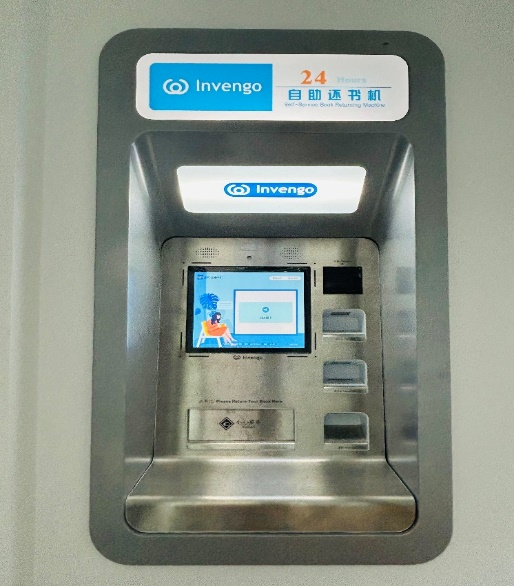 Invengo
24 Hours
自助还书机
Self-Service Book Returning Machine
Invengo
Invengo
Please Return Your Book Here